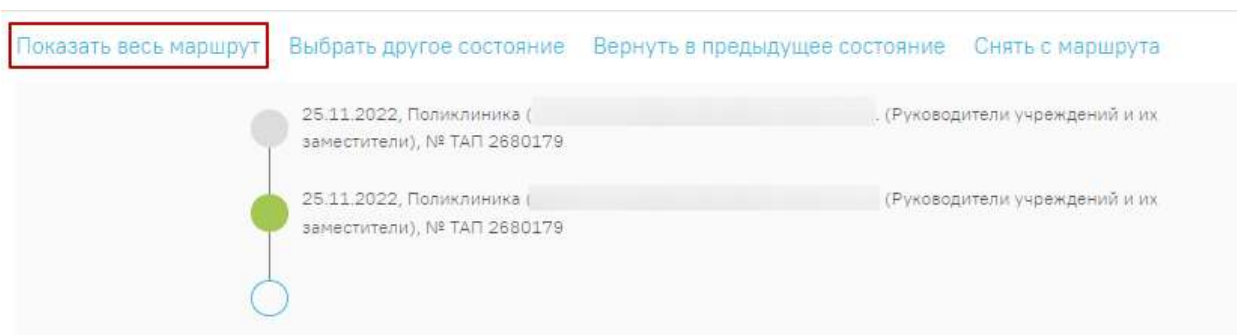 Показать весь маршрут Выбрать другое состояние Вернуть в предыдущее состояние Снять с маршрута
25.11.2022, Поликлиника ( . (Руководители учреждений и их
заместители), № ТАП 2680179
25.11.2022, Поликлиника ( (Руководители учреждений и их
заместители), № ТАП 2680179